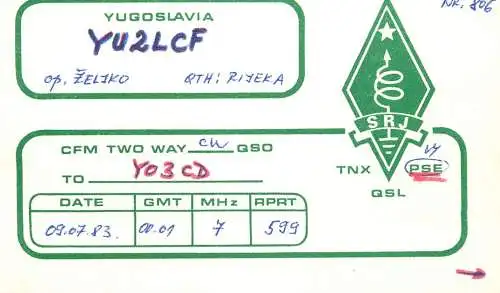 NR. 806
YUGOSLAVIA
YU2LCF
op. ŽELJKO QTH: RIJEKA
SRJ
CFM TWO WAY CW QSO
TO YO3CD
TNX PSE
QSL
DATE GMT MHz RPRT
09.07.83. 00.01 7 599